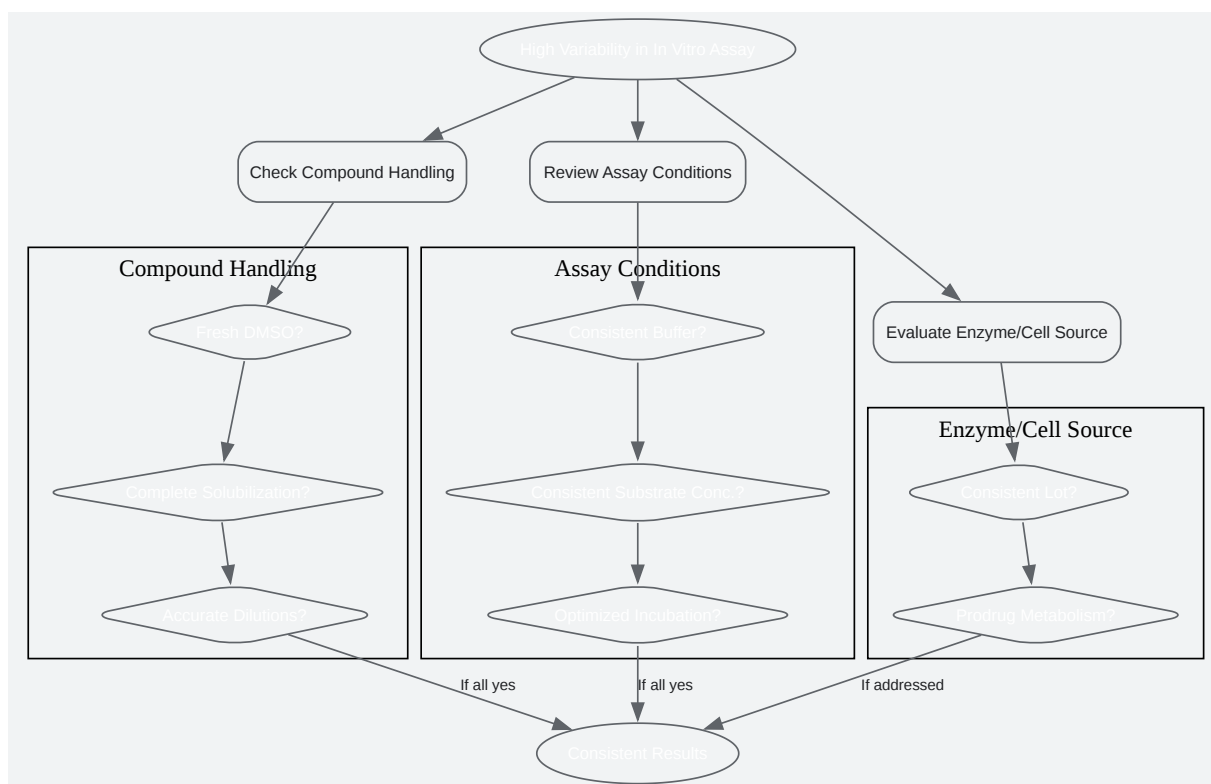 High Variability in In Vitro Assay
Check Compound Handling
Review Assay Conditions
Compound Handling
Assay Conditions
Fresh DMSO?
Consistent Buffer?
Evaluate Enzyme/Cell Source
Enzyme/Cell Source
Complete Solubilization?
Consistent Substrate Conc.?
Consistent Lot?
Accurate Dilutions?
Optimized Incubation?
Prodrug Metabolism?
If all yes
If all yes
If addressed
Consistent Results